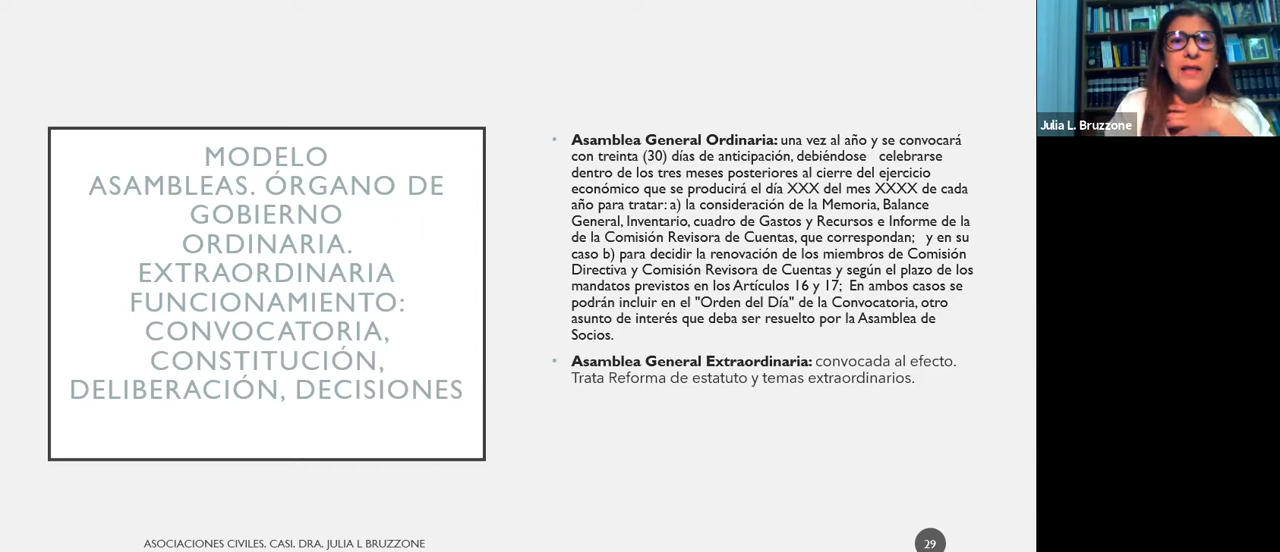 MODELO
ASAMBLEAS. ÓRGANO DE
GOBIERNO
ORDINARIA.
EXTRAORDINARIA
FUNCIONAMIENTO:
CONVOCATORIA,
CONSTITUCIÓN,
DELIBERACIÓN, DECISIONES
• Asamblea General Ordinaria: una vez al año y se convocará
con treinta (30) días de anticipación, debiéndose celebrarse
dentro de los tres meses posteriores al cierre del ejercicio
económico que se producirá el día XXX del mes XXXX de cada
año para tratar: a) la consideración de la Memoria, Balance
General, Inventario, cuadro de Gastos y Recursos e Informe de la
de la Comisión Revisora de Cuentas, que correspondan; y en su
caso b) para decidir la renovación de los miembros de Comisión
Directiva y Comisión Revisora de Cuentas y según el plazo de los
mandatos previstos en los Artículos 16 y 17; En ambos casos se
podrán incluir en el "Orden del Día" de la Convocatoria, otro
asunto de interés que deba ser resuelto por la Asamblea de
Socios.
• Asamblea General Extraordinaria: convocada al efecto.
Trata Reforma de estatuto y temas extraordinarios.
ASOCIACIONES CIVILES. CASI. DRA. JULIA L BRUZZONE
29
Julia L. Bruzzone